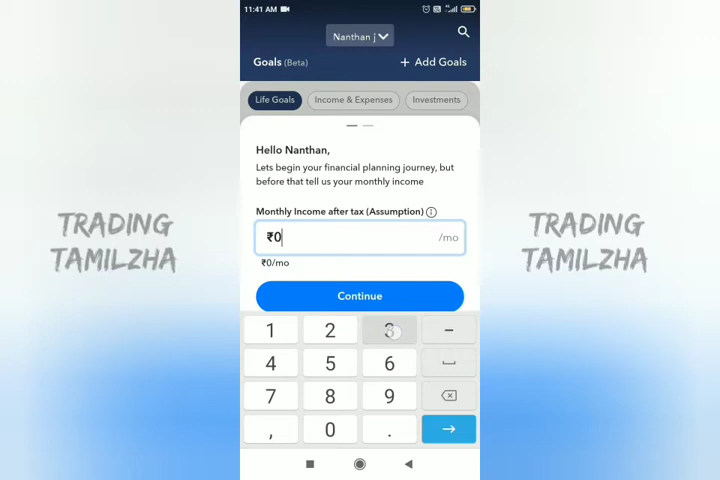 11:41 AM
Nanthan j
Goals (Beta)
+ Add Goals
Life Goals
Income & Expenses
Investments
Hello Nanthan,
Lets begin your financial planning journey, but
before that tell us your monthly income
Monthly Income after tax (Assumption)
₹0
/mo
₹0/mo
Continue
1 2 3 –
4 5 6
7 8 9
, 0 .
TRADING
TAMILZHA
TRADING
TAMILZHA